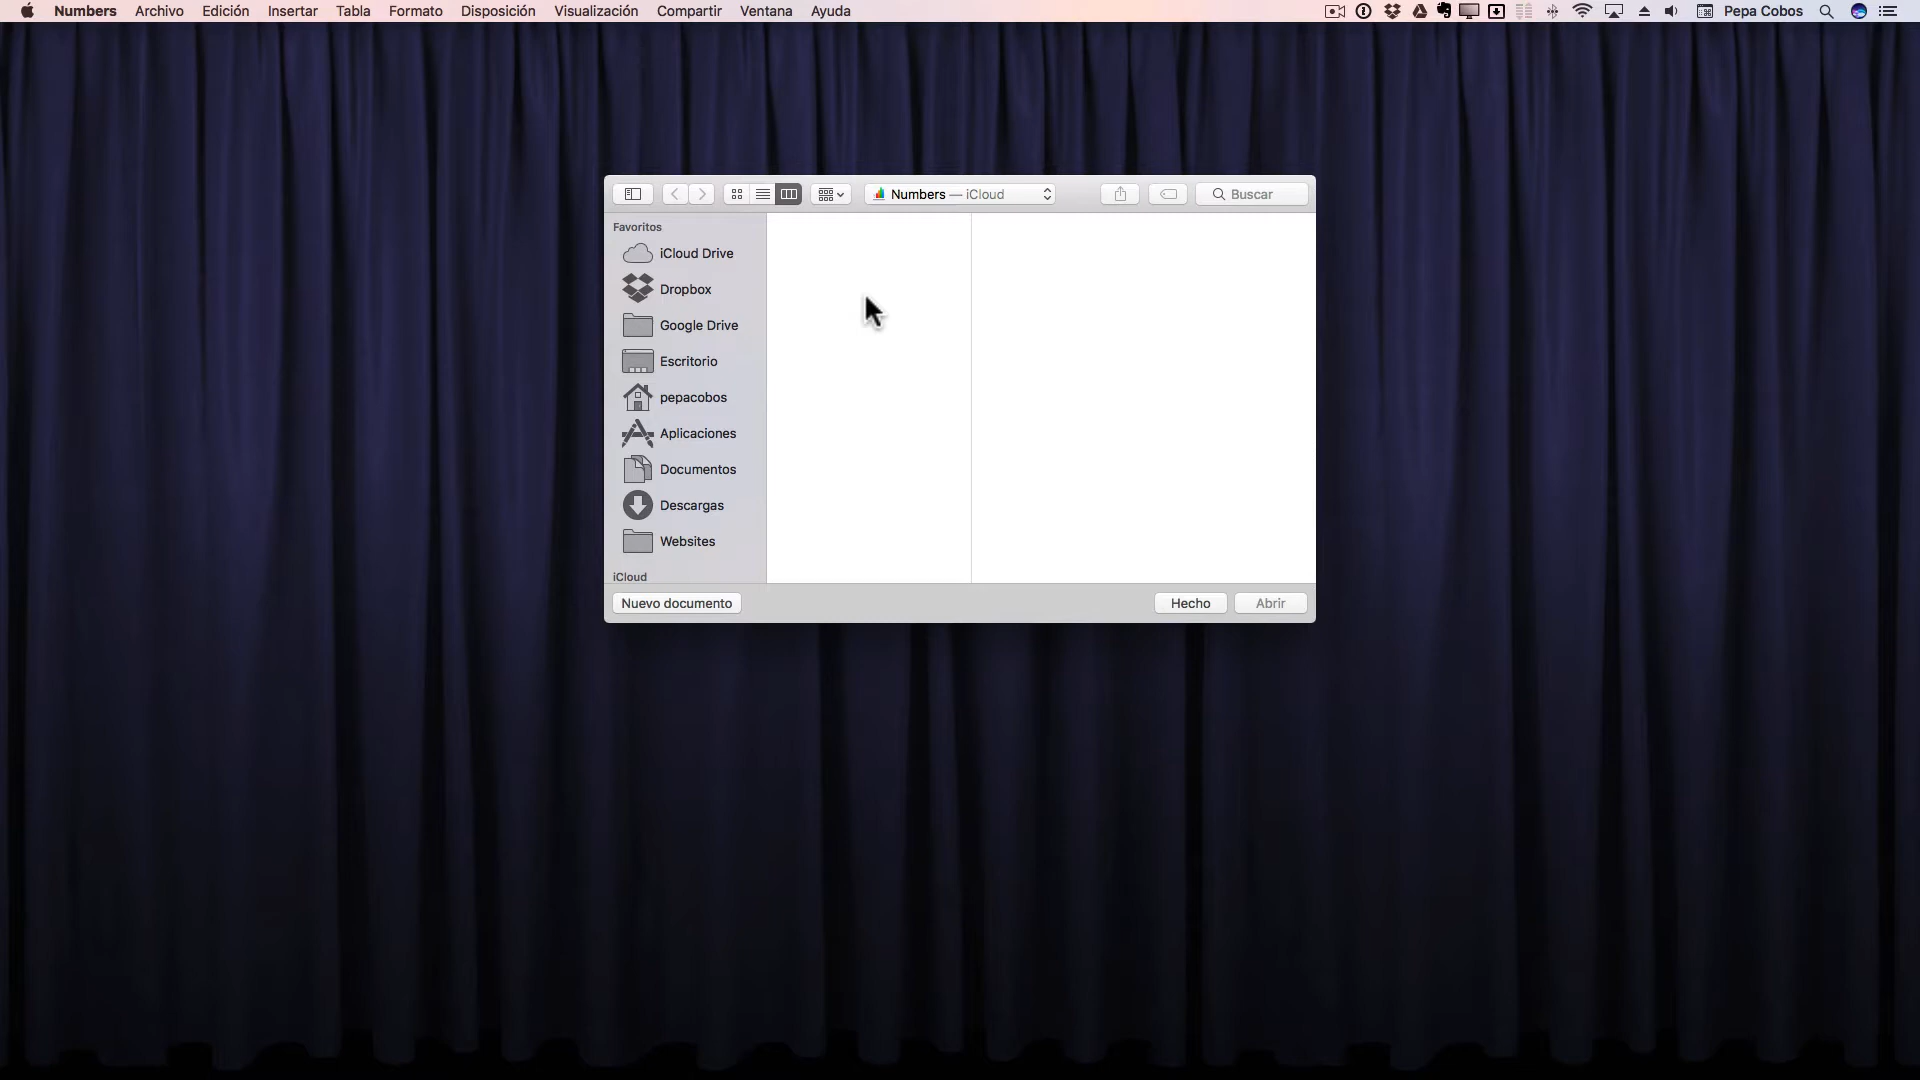 Numbers Archivo Edición Insertar Tabla Formato Disposición Visualización Compartir Ventana Ayuda Pepa Cobos
Numbers — iCloud Buscar
Favoritos
iCloud Drive
Dropbox
Google Drive
Escritorio
pepacobos
Aplicaciones
Documentos
Descargas
Websites
iCloud
Nuevo documento Hecho Abrir